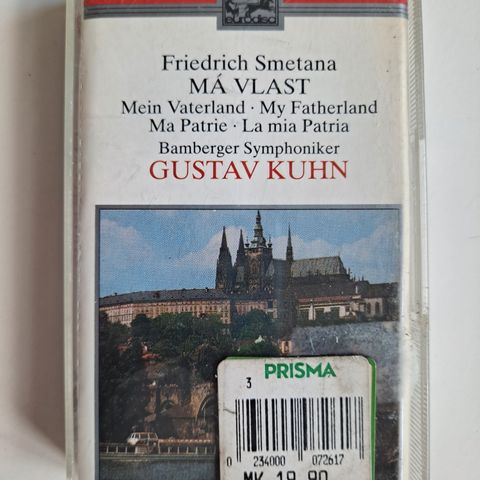 eurodisc
Friedrich Smetana
MÁ VLAST
Mein Vaterland · My Fatherland
Ma Patrie · La mia Patria
Bamberger Symphoniker
GUSTAV KUHN
PRISMA
3
0 234000 072617
MK 19,90